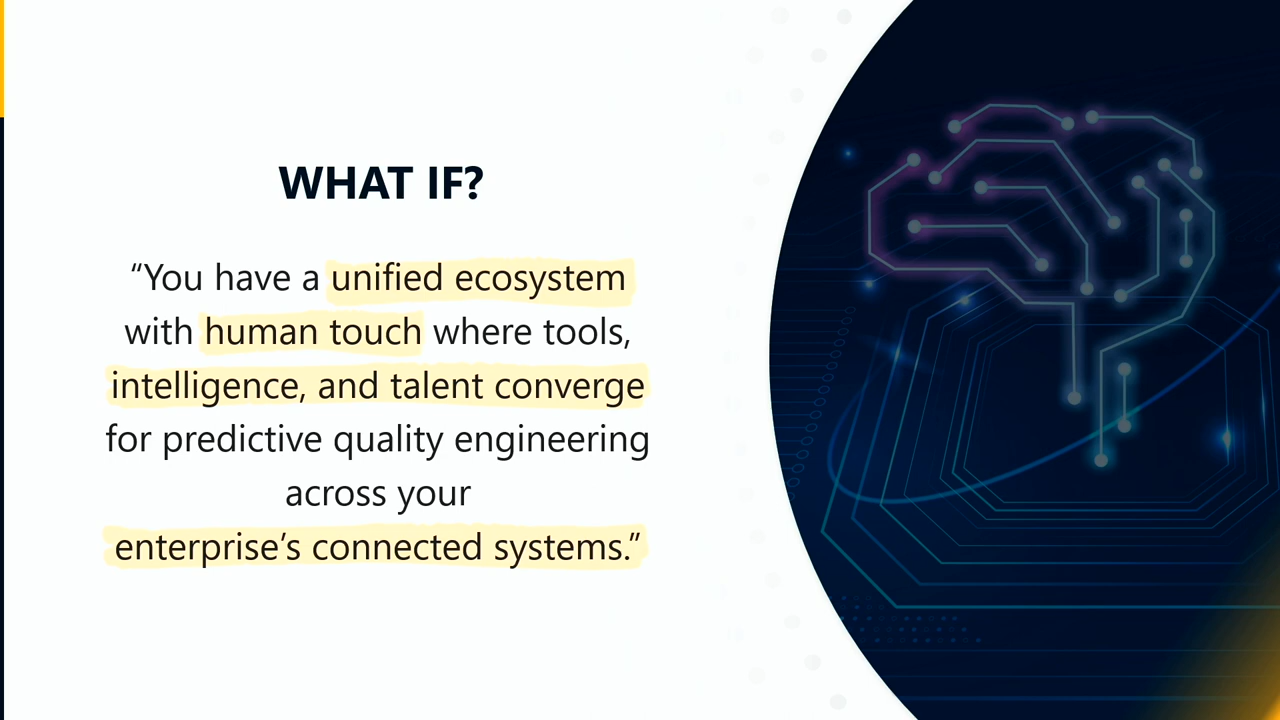 WHAT IF?
“You have a unified ecosystem
with human touch where tools,
intelligence, and talent converge
for predictive quality engineering
across your
enterprise’s connected systems.”